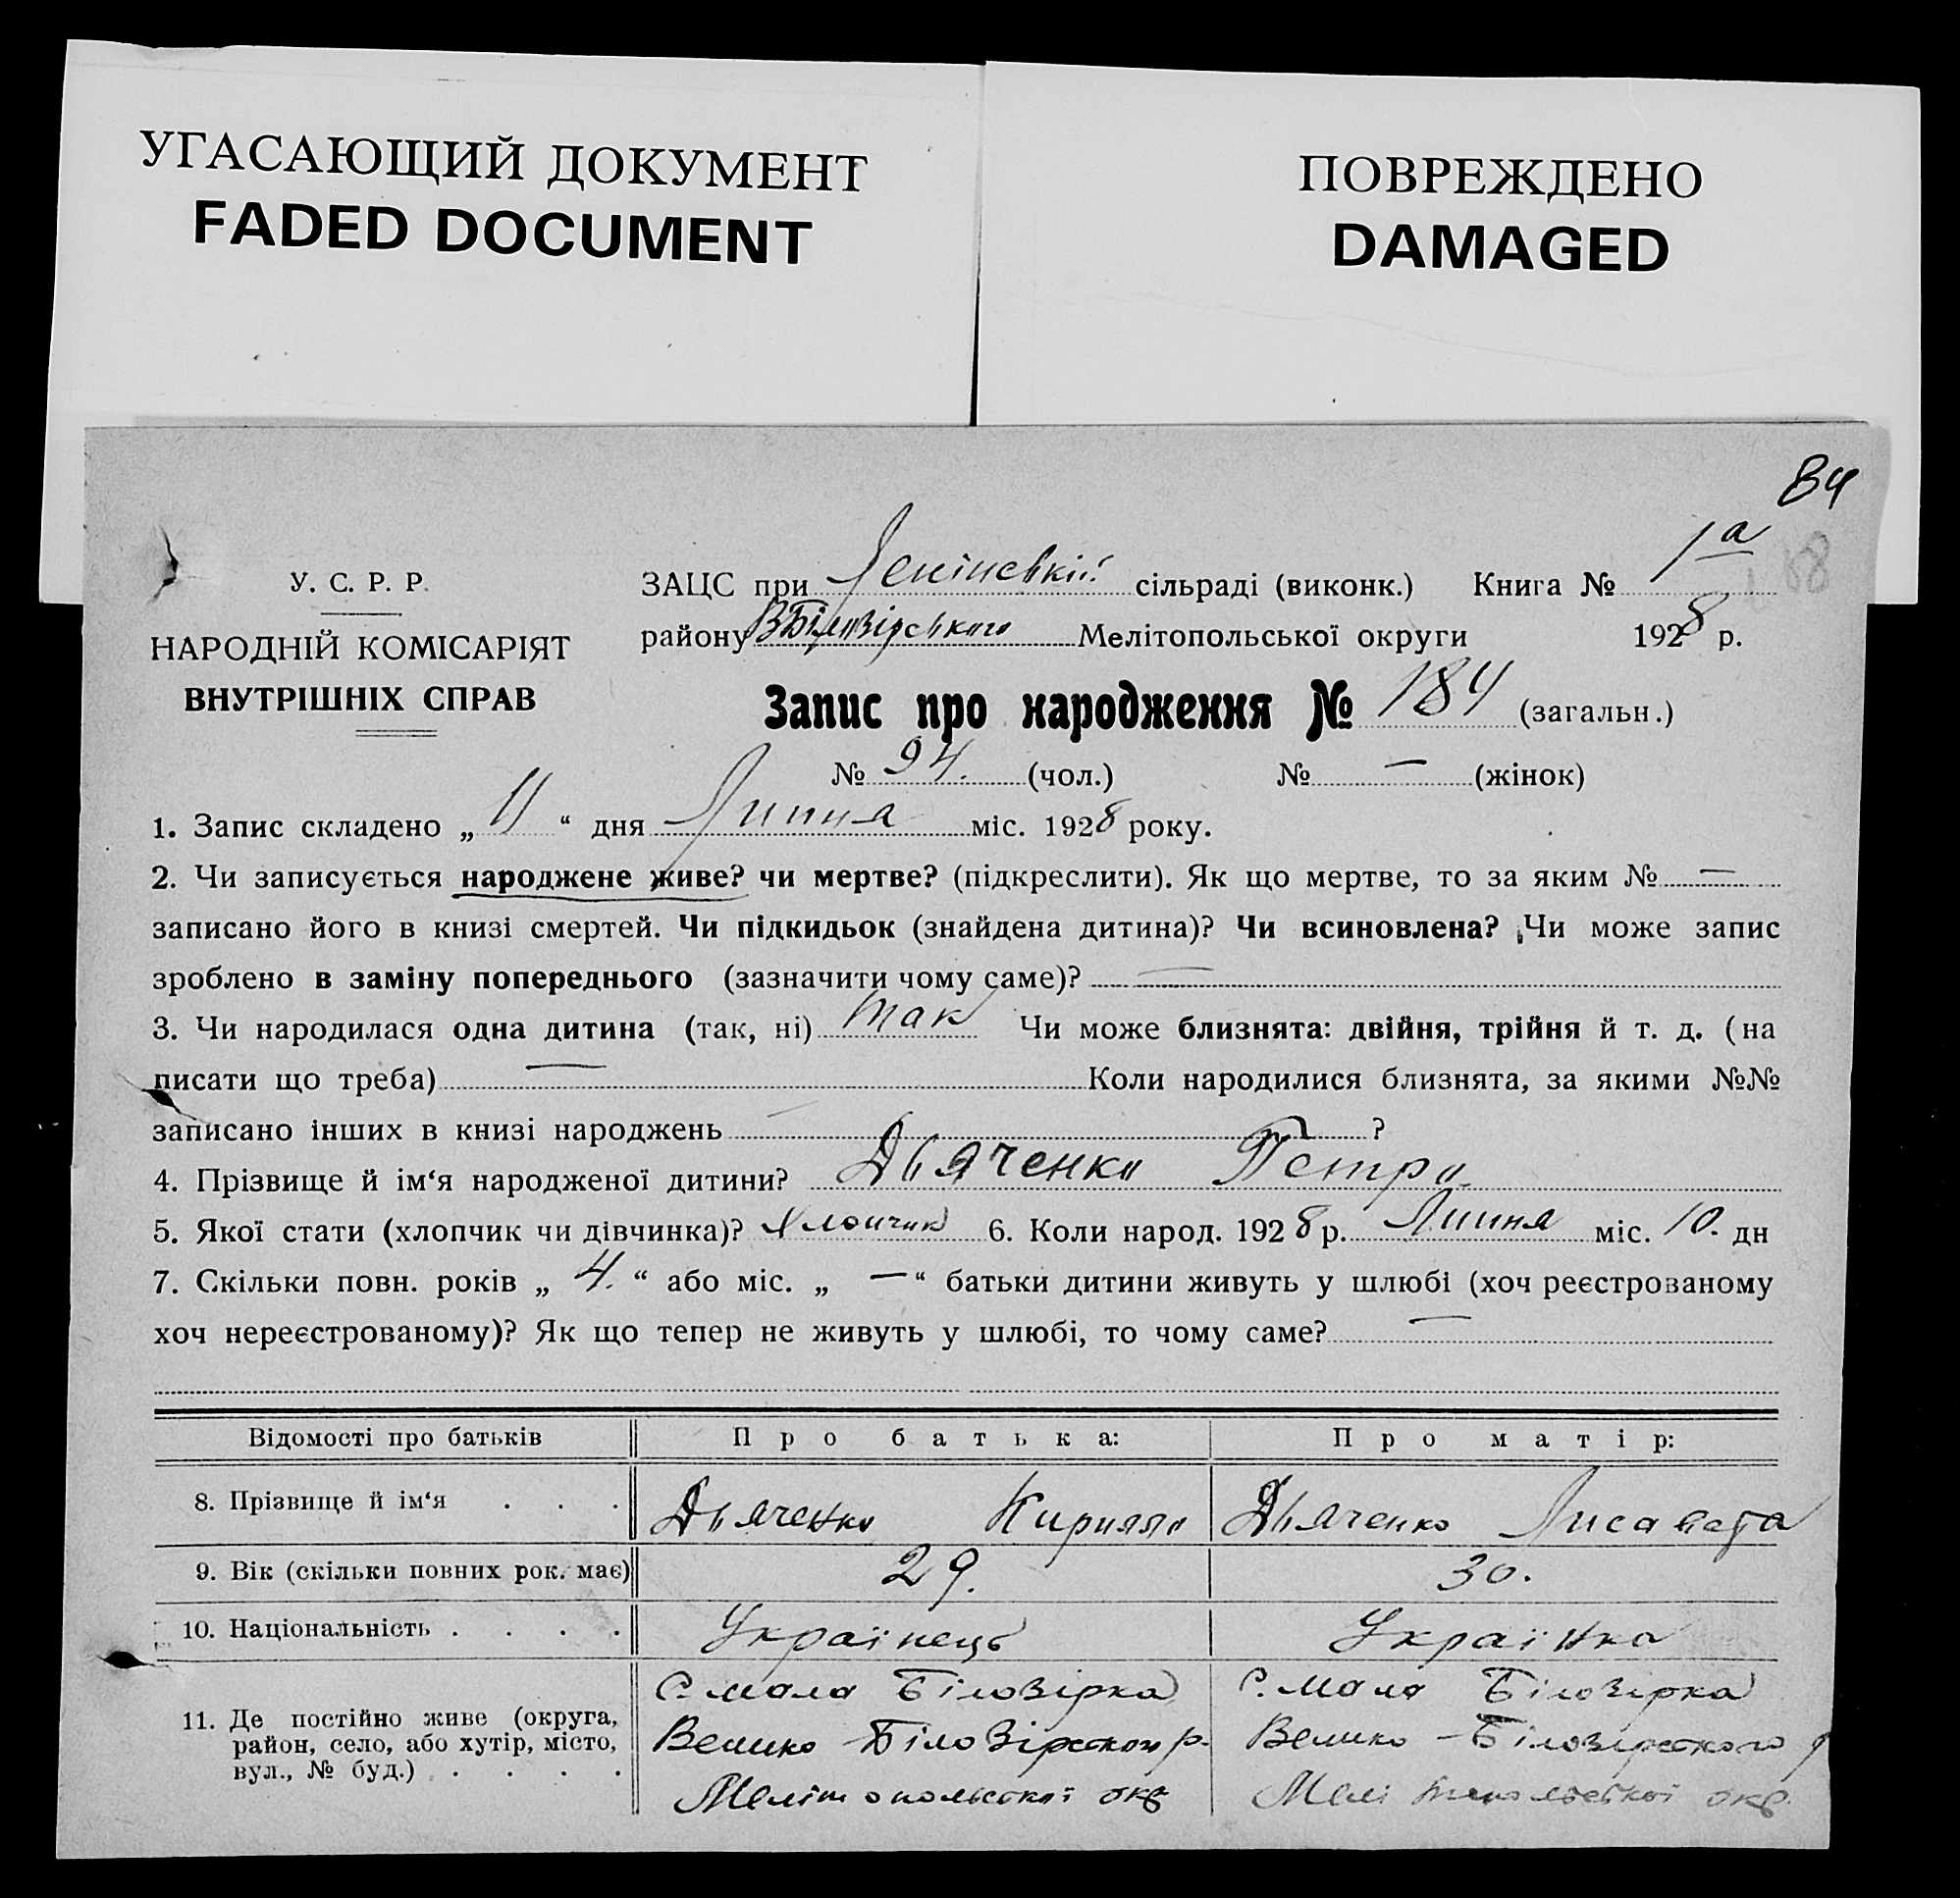 УГАСАЮЩИЙ ДОКУМЕНТ
FADED DOCUMENT
ПОВРЕЖДЕНО
DAMAGED
84
У. С. Р. Р.
НАРОДНІЙ КОМІСАРІЯТ
ВНУТРІШНІХ СПРАВ
ЗАЦС при Ленінській сільраді (виконк.) Книга № 1а
88
району ВБілозірського Мелітопольської округи 1928 р.
Запис про народження № 184 (загальн.)
№ 94. (чол.) № — (жінок)
1. Запис складено „ 11 “ дня Липня міс. 1928 року.
2. Чи записується народжене живе? чи мертве? (підкреслити). Як що мертве, то за яким № —
записано його в книзі смертей. Чи підкидьок (знайдена дитина)? Чи всиновлена? Чи може запис
зроблено в заміну попереднього (зазначити чому саме)? —
3. Чи народилася одна дитина (так, ні) так Чи може близнята: двійня, трійня й т. д. (на
писати що треба) — Коли народилися близнята, за якими №№
записано інших в книзі народжень ?
4. Прізвище й ім‘я народженої дитини? Дьяченко Петро
5. Якої стати (хлопчик чи дівчинка)? Хлопчик 6. Коли народ. 1928 р. Липня міс. 10. дн
7. Скільки повн. років „ 4. “ або міс. „ — “ батьки дитини живуть у шлюбі (хоч реєстрованому
хоч нереєстрованому)? Як що тепер не живуть у шлюбі, то чому саме? —
Відомості про батьків Про батька: Про матір:
8. Прізвище й ім‘я . . . Дьяченко Кирилло Дьяченко Лисавета
9. Вік (скільки повних рок. має) 29. 30.
10. Національність . . . . Українець Українка
11. Де постійно живе (округа, район, село, або хутір, місто, вул., № буд.) . . . .
С. Мала Білозірка
Велико-Білозірского р.
Мелітопольської окр
С. Мала Білозірка
Велико-Білозірского р
Мелітопольської окр.